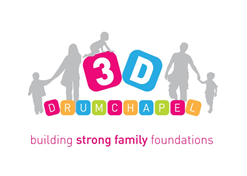 3D
DRUMCHAPEL
building strong family foundations